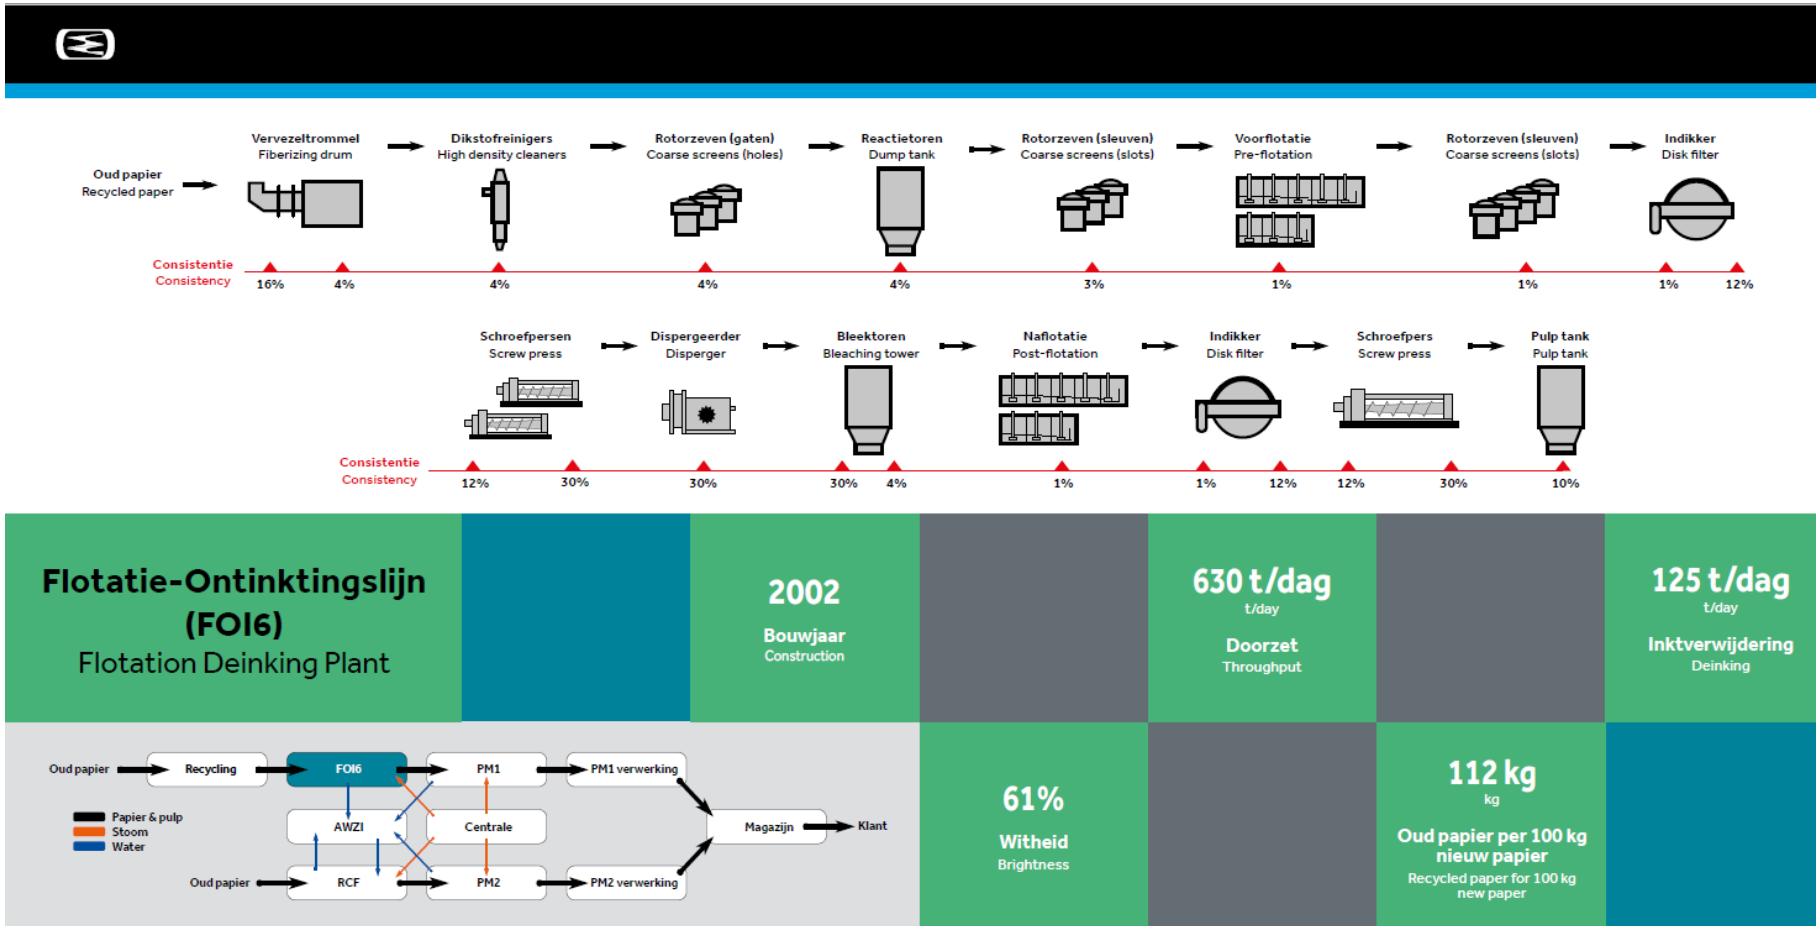 Oud papier
Recycled paper
Vervezeltrommel
Fiberizing drum
Dikstofreinigers
High density cleaners
Rotorzeven (gaten)
Coarse screens (holes)
Reactietoren
Dump tank
Rotorzeven (sleuven)
Coarse screens (slots)
Voorflotatie
Pre-flotation
Rotorzeven (sleuven)
Coarse screens (slots)
Indikker
Disk filter
Consistentie
Consistency
16% 4% 4% 4% 4% 3% 1% 1% 1% 12%
Schroefpersen
Screw press
Dispergeerder
Disperger
Bleektoren
Bleaching tower
Naflotatie
Post-flotation
Indikker
Disk filter
Schroefpers
Screw press
Pulp tank
Pulp tank
Consistentie
Consistency
12% 30% 30% 30% 4% 1% 1% 12% 12% 30% 10%
Flotatie-Ontinktingslijn
(FOI6)
Flotation Deinking Plant
2002
Bouwjaar
Construction
630 t/dag
t/day
Doorzet
Throughput
125 t/dag
t/day
Inktverwijdering
Deinking
Oud papier
Recycling
FOI6
PM1
PM1 verwerking
Papier & pulp
Stoom
Water
AWZI
Centrale
Magazijn
Klant
Oud papier
RCF
PM2
PM2 verwerking
61%
Witheid
Brightness
112 kg
kg
Oud papier per 100 kg
nieuw papier
Recycled paper for 100 kg
new paper